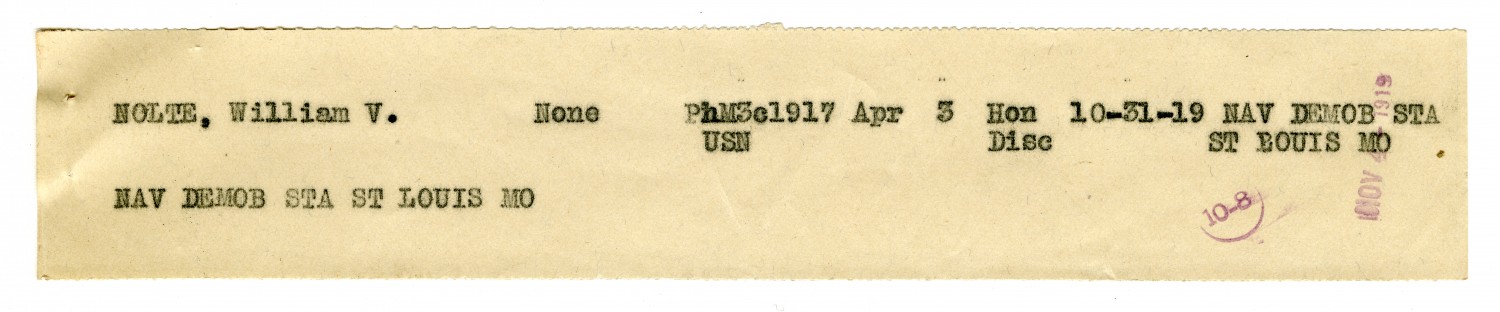 NOLTE, William V. None PhM3c1917 Apr 3 Hon 10-31-19 NAV DEMOB STA
USN Disc ST LOUIS MO
NAV DEMOB STA ST LOUIS MO
10-8
NOV 1919